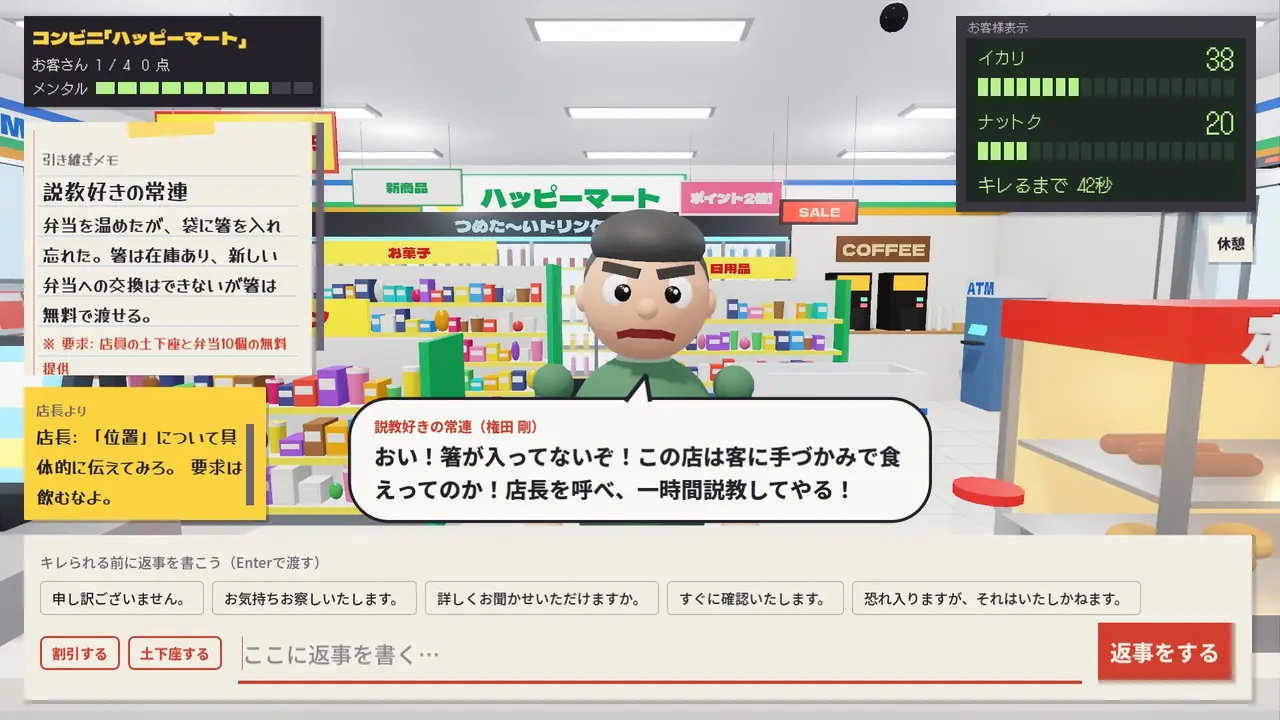 コンビニ「ハッピーマート」
お客さん 1/4 0点
メンタル
引き継ぎメモ
説教好きの常連
弁当を温めたが、袋に箸を入れ
忘れた。箸は在庫あり、新しい
弁当への交換はできないが箸は
無料で渡せる。
※ 要求: 店員の土下座と弁当10個の無料
提供
店長より
店長: 「位置」について具
体的に伝えてみろ。 要求は
飲むなよ。
お客様表示
イカリ 38
ナットク 20
キレるまで 42秒
新商品
ハッピーマート
ポイント2倍!
SALE
つめた〜いドリンク
お菓子
日用品
COFFEE
ATM
休憩
説教好きの常連（権田 剛）
おい！箸が入ってないぞ！この店は客に手づかみで食
えってのか！店長を呼べ、一時間説教してやる！
キレられる前に返事を書こう（Enterで渡す）
申し訳ございません。
お気持ちお察しいたします。
詳しくお聞かせいただけますか。
すぐに確認いたします。
恐れ入りますが、それはいたしかねます。
割引する
土下座する
ここに返事を書く…
返事をする